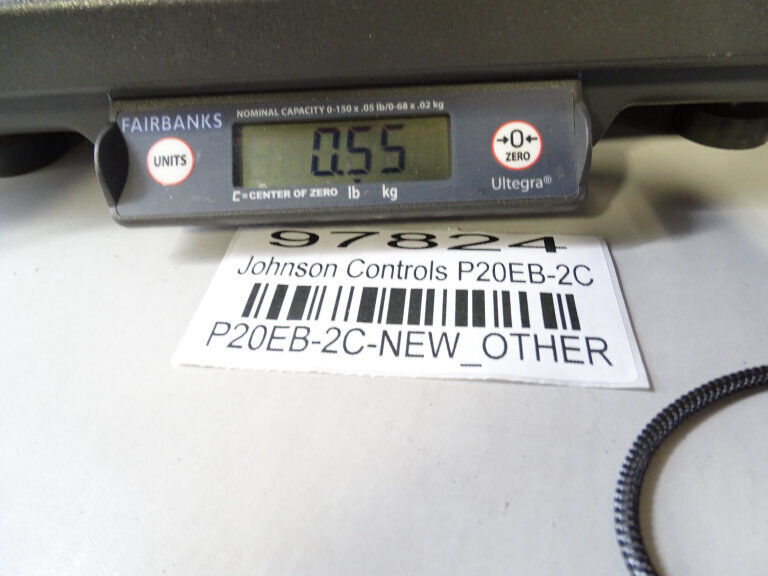 FAIRBANKS
NOMINAL CAPACITY 0-150 x .05 lb/0-68 x .02 kg
UNITS
0.55
→0←
ZERO
C=CENTER OF ZERO lb kg
Ultegra®
97824
Johnson Controls P20EB-2C
P20EB-2C-NEW_OTHER